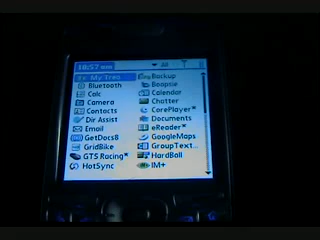 10:57 am
My Treo
Backup
Bluetooth
Boopsie
Calc
Calendar
Camera
Chatter
Contacts
CorePlayer*
Dir Assist
Documents
Email
eReader*
GetDocs8
GoogleMaps
GridBike
GroupText...
GTS Racing*
HardBall
HotSync
IM+